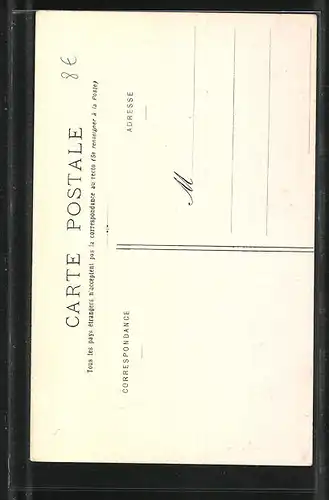 8 €
CARTE POSTALE
Tous les pays étrangers n'acceptent pas la correspondance au recto (Se renseigner à la Poste)
CORRESPONDANCE
ADRESSE
M